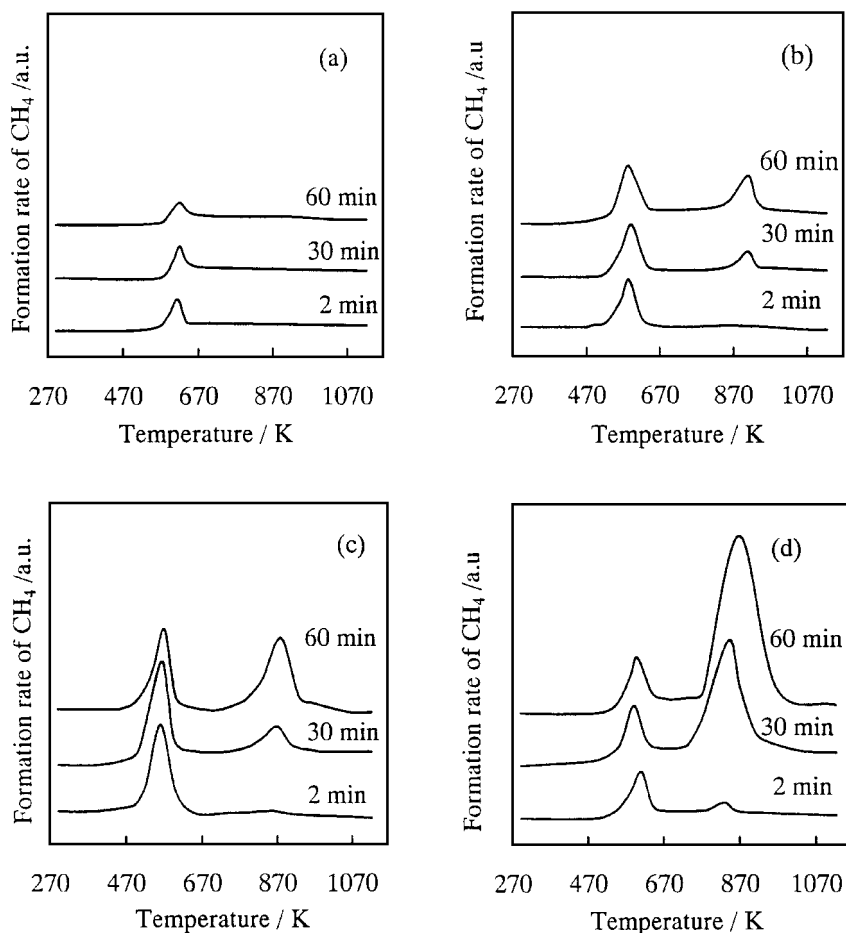 (a)
Formation rate of CH₄ /a.u.
60 min
30 min
2 min
270 470 670 870 1070
Temperature / K
(b)
Formation rate of CH₄ /a.u
60 min
30 min
2 min
270 470 670 870 1070
Temperature / K
(c)
Formation rate of CH₄ /a.u.
60 min
30 min
2 min
270 470 670 870 1070
Temperature / K
(d)
Formation rate of CH₄ /a.u
60 min
30 min
2 min
270 470 670 870 1070
Temperature / K